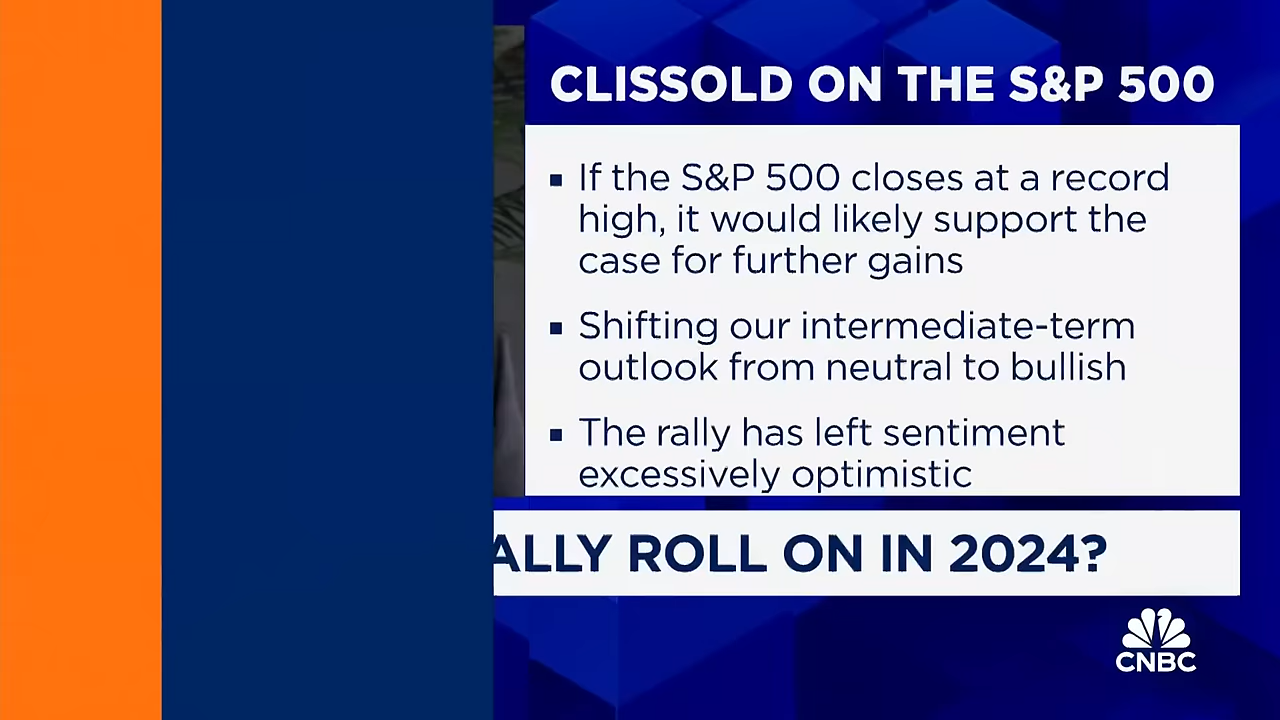 CLISSOLD ON THE S&P 500
▪ If the S&P 500 closes at a record
high, it would likely support the
case for further gains
▪ Shifting our intermediate-term
outlook from neutral to bullish
▪ The rally has left sentiment
excessively optimistic
ALLY ROLL ON IN 2024?
CNBC